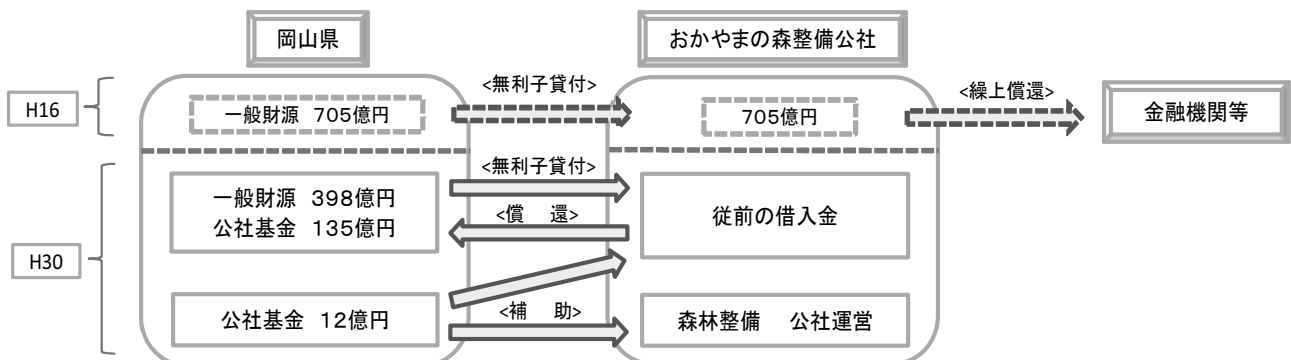 岡山県
おかやまの森整備公社
H16
一般財源 705億円
<無利子貸付>
705億円
<繰上償還>
金融機関等
H30
一般財源 398億円
公社基金 135億円
<無利子貸付>
<償 還>
従前の借入金
公社基金 12億円
<補 助>
森林整備 公社運営